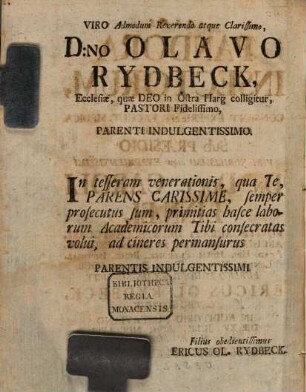 VIRO Admodum Reverendo atque Clarissimo,
D:NO OLAVO
RYDBECK,
Ecclesiæ, quæ DEO in Östra Harg colligitur,
PASTORI Fidelissimo,
PARENTI INDULGENTISSIMO.
In tesseram venerationis, qua Te,
PARENS CARISSIME, semper
prosecutus sum, primitias hasce labo-
rum Academicorum Tibi consecratas
volui, ad cineres permansurus
PARENTIS INDULGENTISSIMI
BIBLIOTHECA
REGIA
MONACENSIS.
Filius obedientissimus
ERICUS OL. RYDBECK.